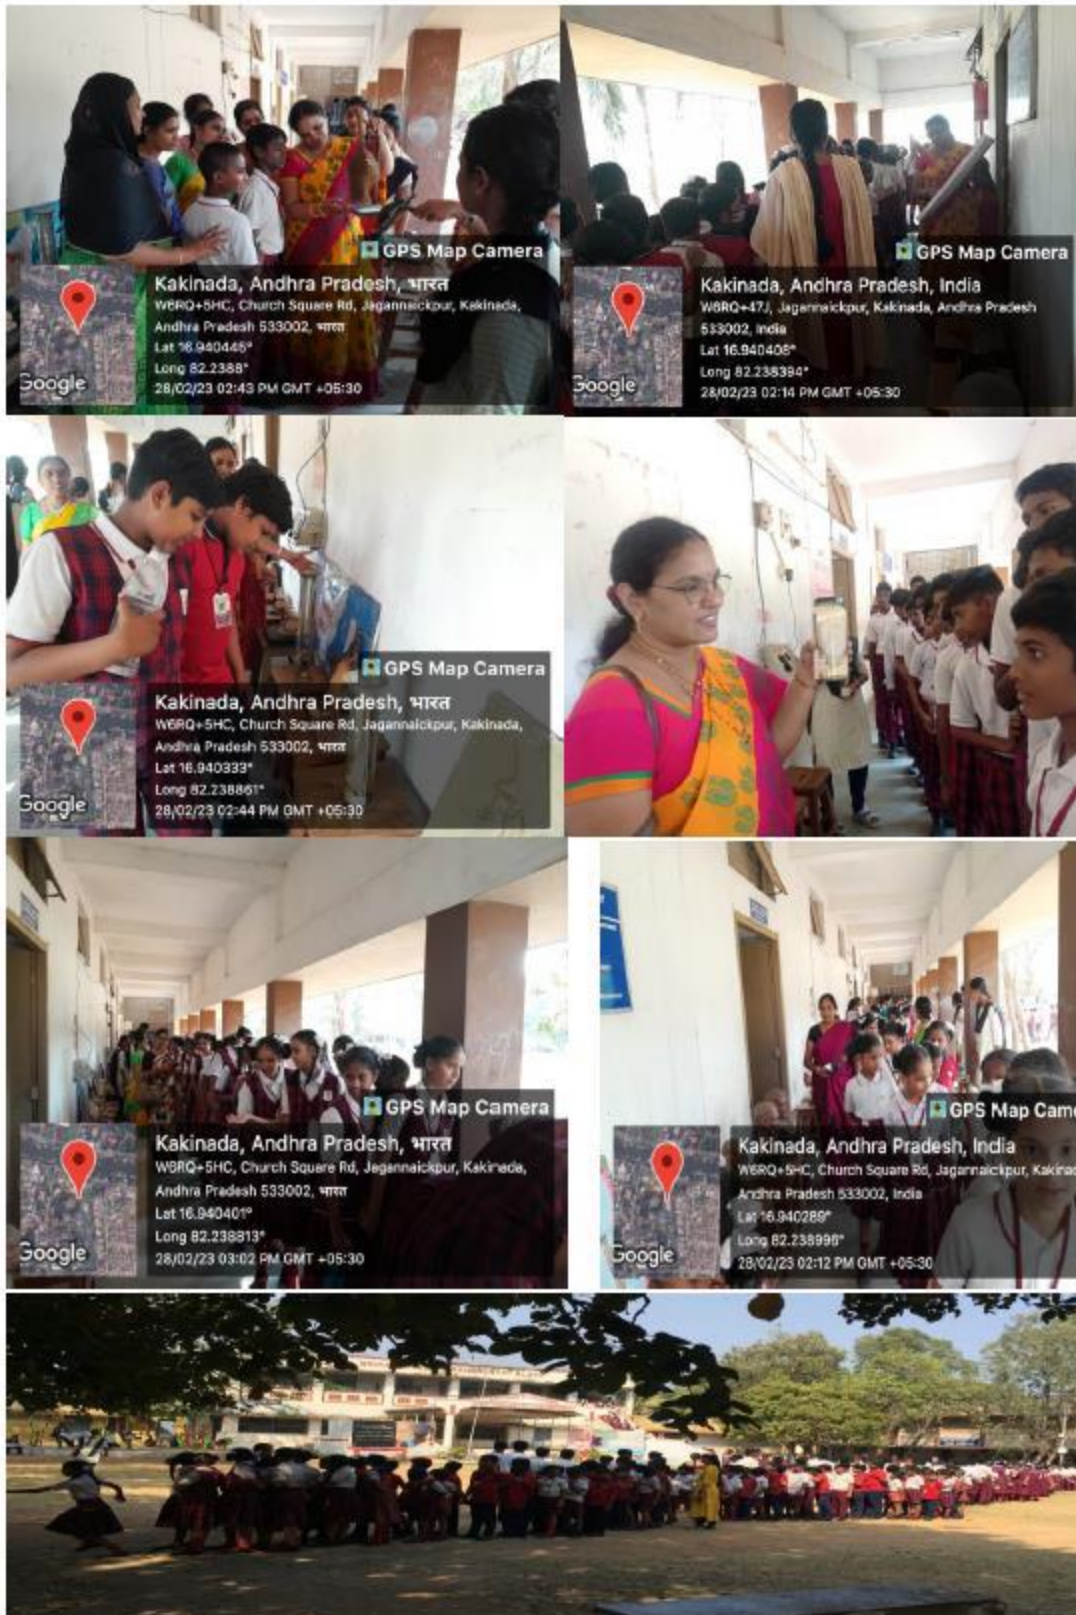 GPS Map Camera
Kakinada, Andhra Pradesh, भारत
W6RQ+5HC, Church Square Rd, Jagannaickpur, Kakinada,
Andhra Pradesh 533002, भारत
Lat 16.940445°
Long 82.2388°
28/02/23 02:43 PM GMT +05:30
Google
GPS Map Camera
Kakinada, Andhra Pradesh, India
W6RQ+47J, Jagannaickpur, Kakinada, Andhra Pradesh
533002, India
Lat 16.940408°
Long 82.238394°
28/02/23 02:14 PM GMT +05:30
Google
GPS Map Camera
Kakinada, Andhra Pradesh, भारत
W6RQ+5HC, Church Square Rd, Jagannaickpur, Kakinada,
Andhra Pradesh 533002, भारत
Lat 16.940333°
Long 82.238861°
28/02/23 02:44 PM GMT +05:30
Google
GPS Map Camera
Kakinada, Andhra Pradesh, भारत
W6RQ+5HC, Church Square Rd, Jagannaickpur, Kakinada,
Andhra Pradesh 533002, भारत
Lat 16.940401°
Long 82.238813°
28/02/23 03:02 PM GMT +05:30
Google
GPS Map Came
Kakinada, Andhra Pradesh, India
W6RQ+5HC, Church Square Rd, Jagannaickpur, Kakinad
Andhra Pradesh 533002, India
Lat 16.940289°
Long 82.238996°
28/02/23 02:12 PM GMT +05:30
Google